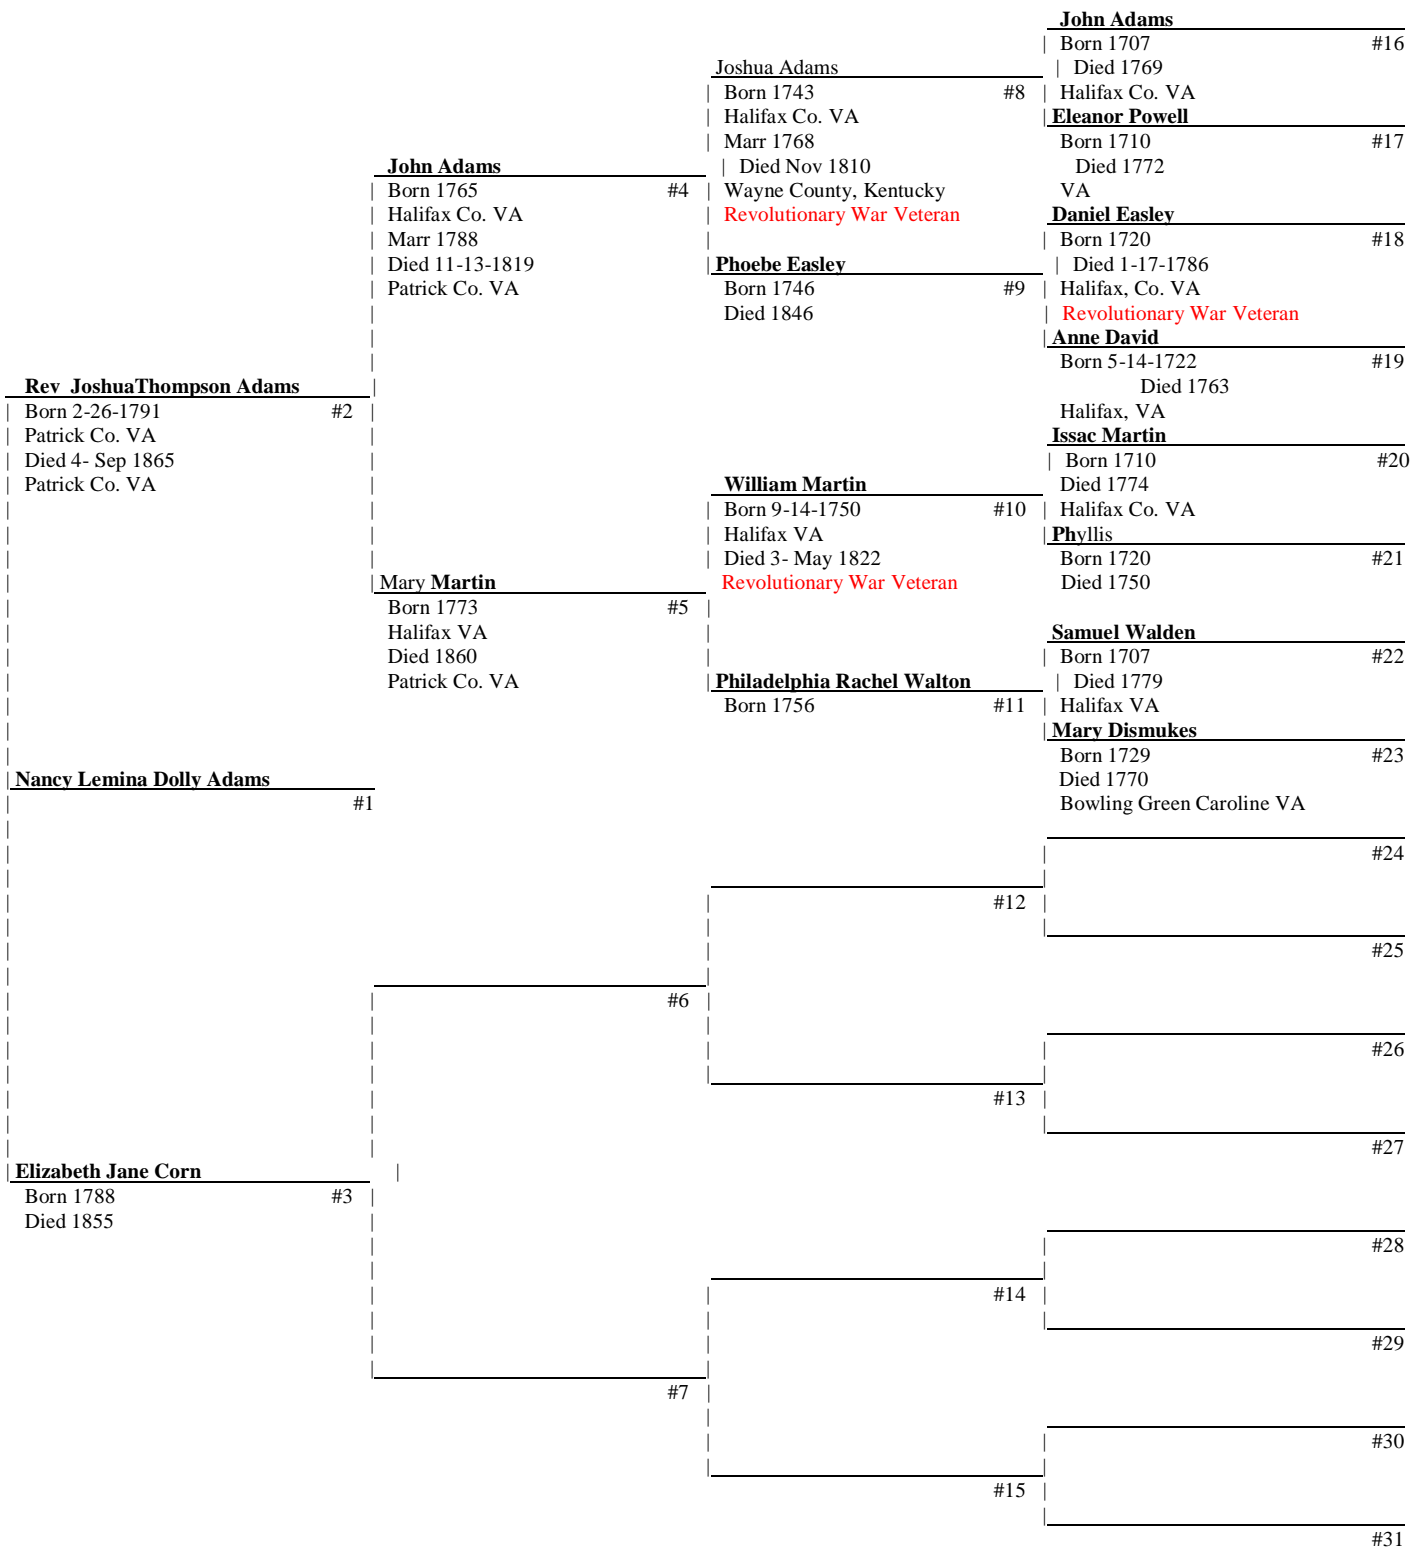 John Adams
Born 1707 #16
Died 1769
Halifax Co. VA
Eleanor Powell
Born 1710 #17
Died 1772
VA
Joshua Adams
Born 1743 #8
Halifax Co. VA
Marr 1768
Died Nov 1810
Wayne County, Kentucky
Revolutionary War Veteran
John Adams
Born 1765 #4
Halifax Co. VA
Marr 1788
Died 11-13-1819
Patrick Co. VA
Daniel Easley
Born 1720 #18
Died 1-17-1786
Halifax, Co. VA
Revolutionary War Veteran
Phoebe Easley
Born 1746 #9
Died 1846
Anne David
Born 5-14-1722 #19
Died 1763
Halifax, VA
Rev JoshuaThompson Adams
Born 2-26-1791 #2
Patrick Co. VA
Died 4- Sep 1865
Patrick Co. VA
Issac Martin
Born 1710 #20
Died 1774
Halifax Co. VA
William Martin
Born 9-14-1750 #10
Halifax VA
Died 3- May 1822
Revolutionary War Veteran
Phyllis
Born 1720 #21
Died 1750
Mary Martin
Born 1773 #5
Halifax VA
Died 1860
Patrick Co. VA
Samuel Walden
Born 1707 #22
Died 1779
Halifax VA
Philadelphia Rachel Walton
Born 1756 #11
Mary Dismukes
Born 1729 #23
Died 1770
Bowling Green Caroline VA
Nancy Lemina Dolly Adams
#1
#24
#12
#25
#6
#26
#13
#27
Elizabeth Jane Corn
Born 1788 #3
Died 1855
#28
#14
#29
#7
#30
#15
#31